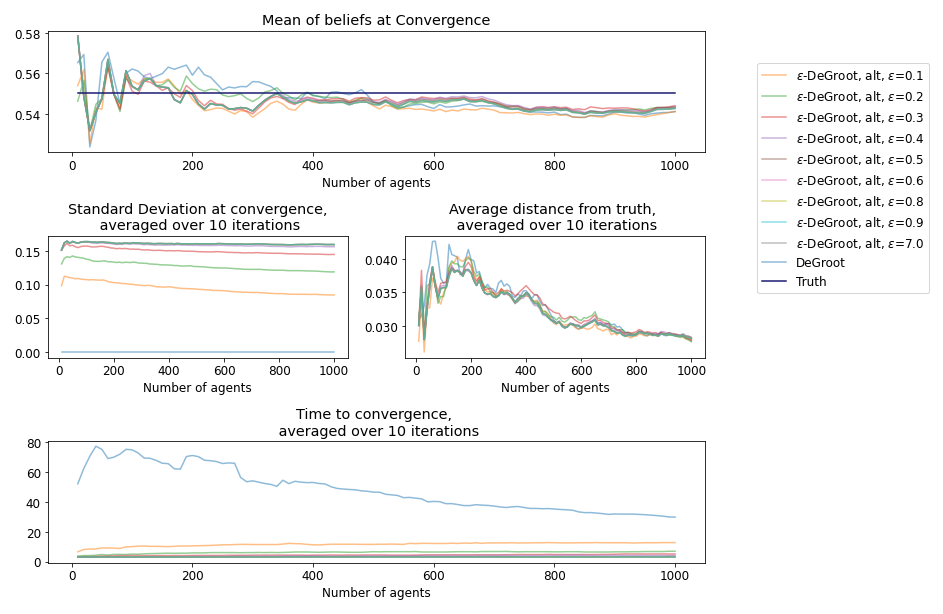 Mean of beliefs at Convergence
0.58
0.56
0.54
0 200 400 600 800 1000
Number of agents
ε-DeGroot, alt, ε=0.1
ε-DeGroot, alt, ε=0.2
ε-DeGroot, alt, ε=0.3
ε-DeGroot, alt, ε=0.4
ε-DeGroot, alt, ε=0.5
ε-DeGroot, alt, ε=0.6
ε-DeGroot, alt, ε=0.8
ε-DeGroot, alt, ε=0.9
ε-DeGroot, alt, ε=7.0
DeGroot
Truth
Standard Deviation at convergence,
averaged over 10 iterations
0.15
0.10
0.05
0.00
0 200 400 600 800 1000
Number of agents
Average distance from truth,
averaged over 10 iterations
0.040
0.035
0.030
0 200 400 600 800 1000
Number of agents
Time to convergence,
averaged over 10 iterations
80
60
40
20
0
0 200 400 600 800 1000
Number of agents